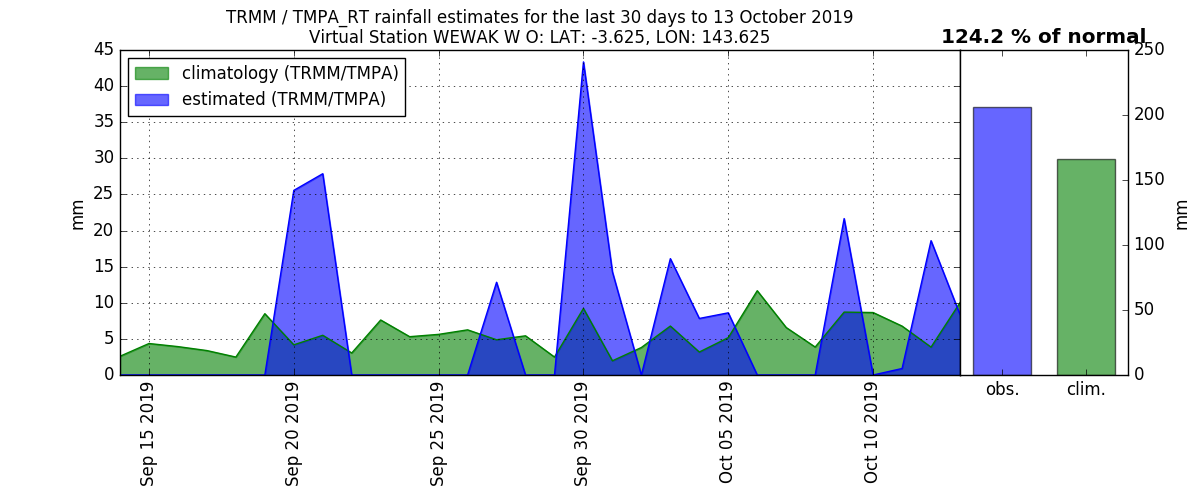 TRMM / TMPA_RT rainfall estimates for the last 30 days to 13 October 2019
Virtual Station WEWAK W O: LAT: -3.625, LON: 143.625
124.2 % of normal
climatology (TRMM/TMPA)
estimated (TRMM/TMPA)
45
40
35
30
25
20
15
10
5
0
mm
Sep 15 2019
Sep 20 2019
Sep 25 2019
Sep 30 2019
Oct 05 2019
Oct 10 2019
250
200
150
100
50
0
mm
obs.
clim.